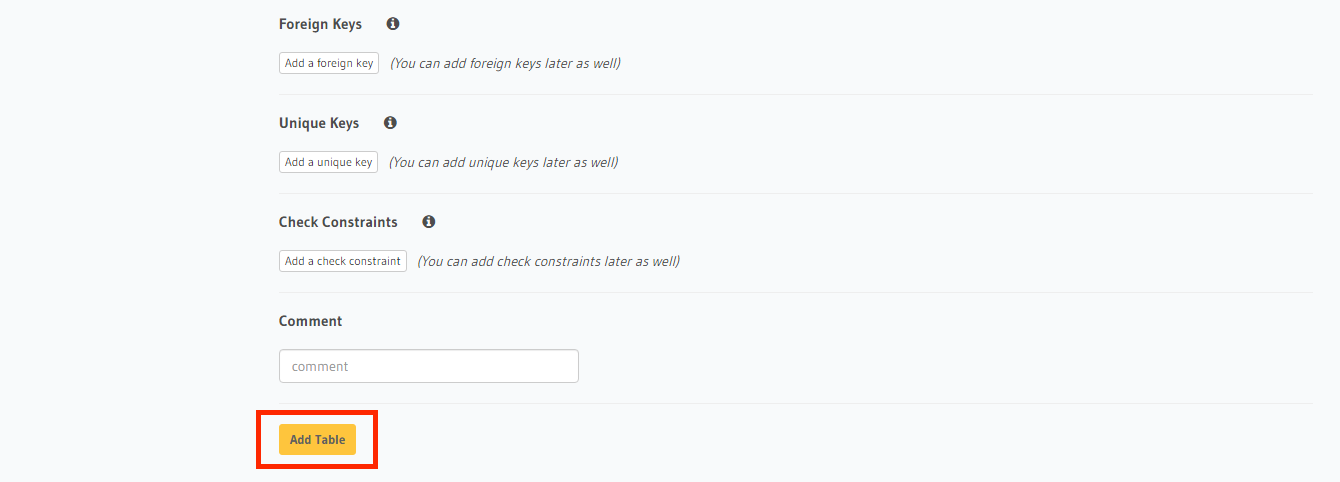 Foreign Keys
Add a foreign key (You can add foreign keys later as well)
Unique Keys
Add a unique key (You can add unique keys later as well)
Check Constraints
Add a check constraint (You can add check constraints later as well)
Comment
comment
Add Table